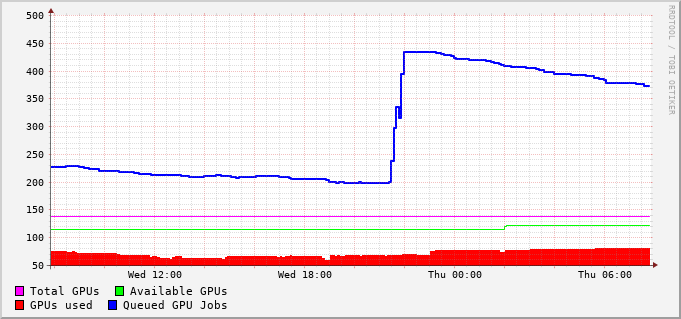 500
450
400
350
300
250
200
150
100
50
Wed 12:00 Wed 18:00 Thu 00:00 Thu 06:00
Total GPUs Available GPUs
GPUs used Queued GPU Jobs
RRDTOOL / TOBI OETIKER